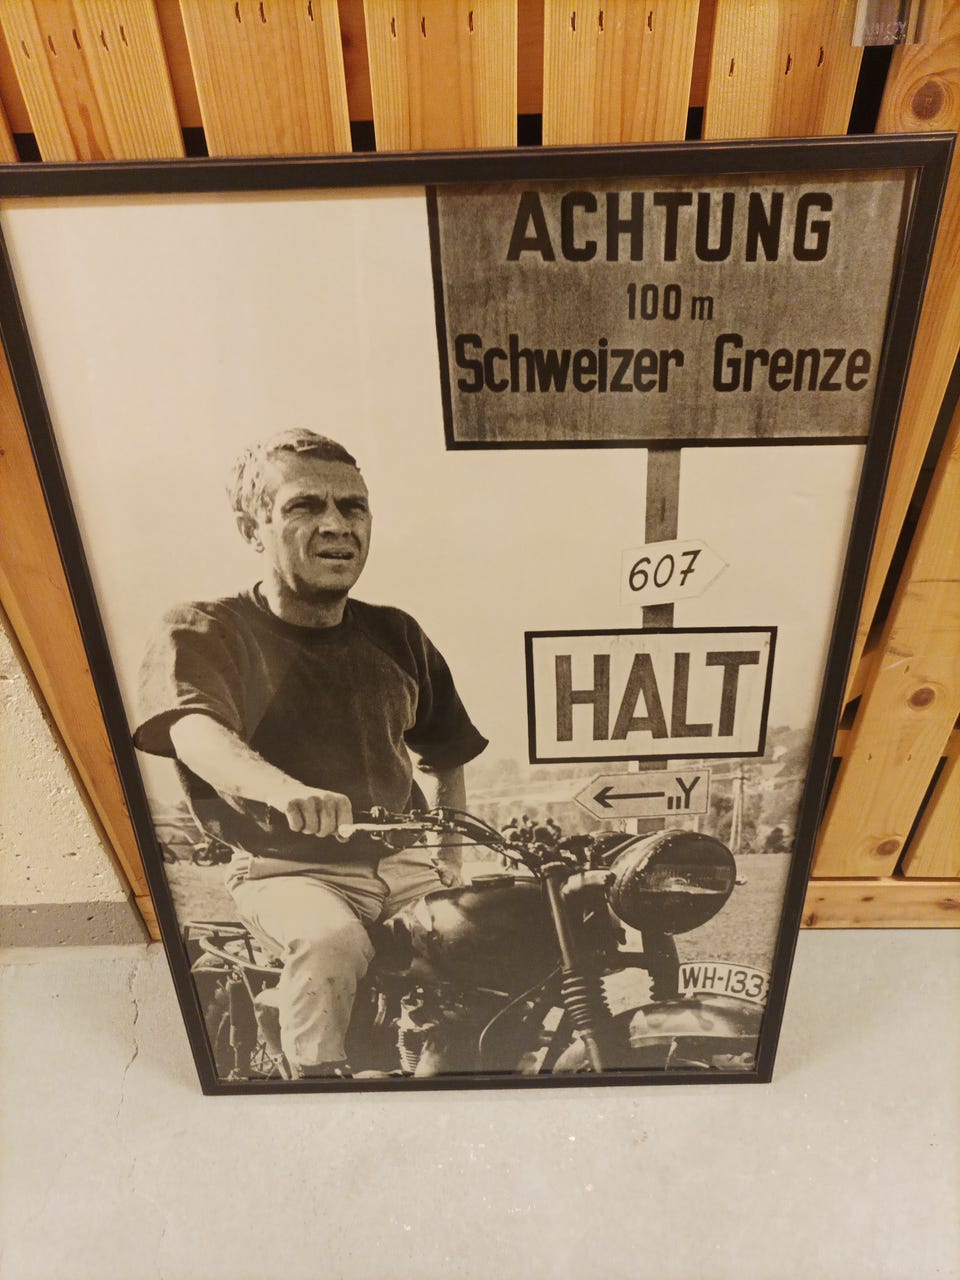 ACHTUNG
100 m
Schweizer Grenze
607
HALT
WH-133